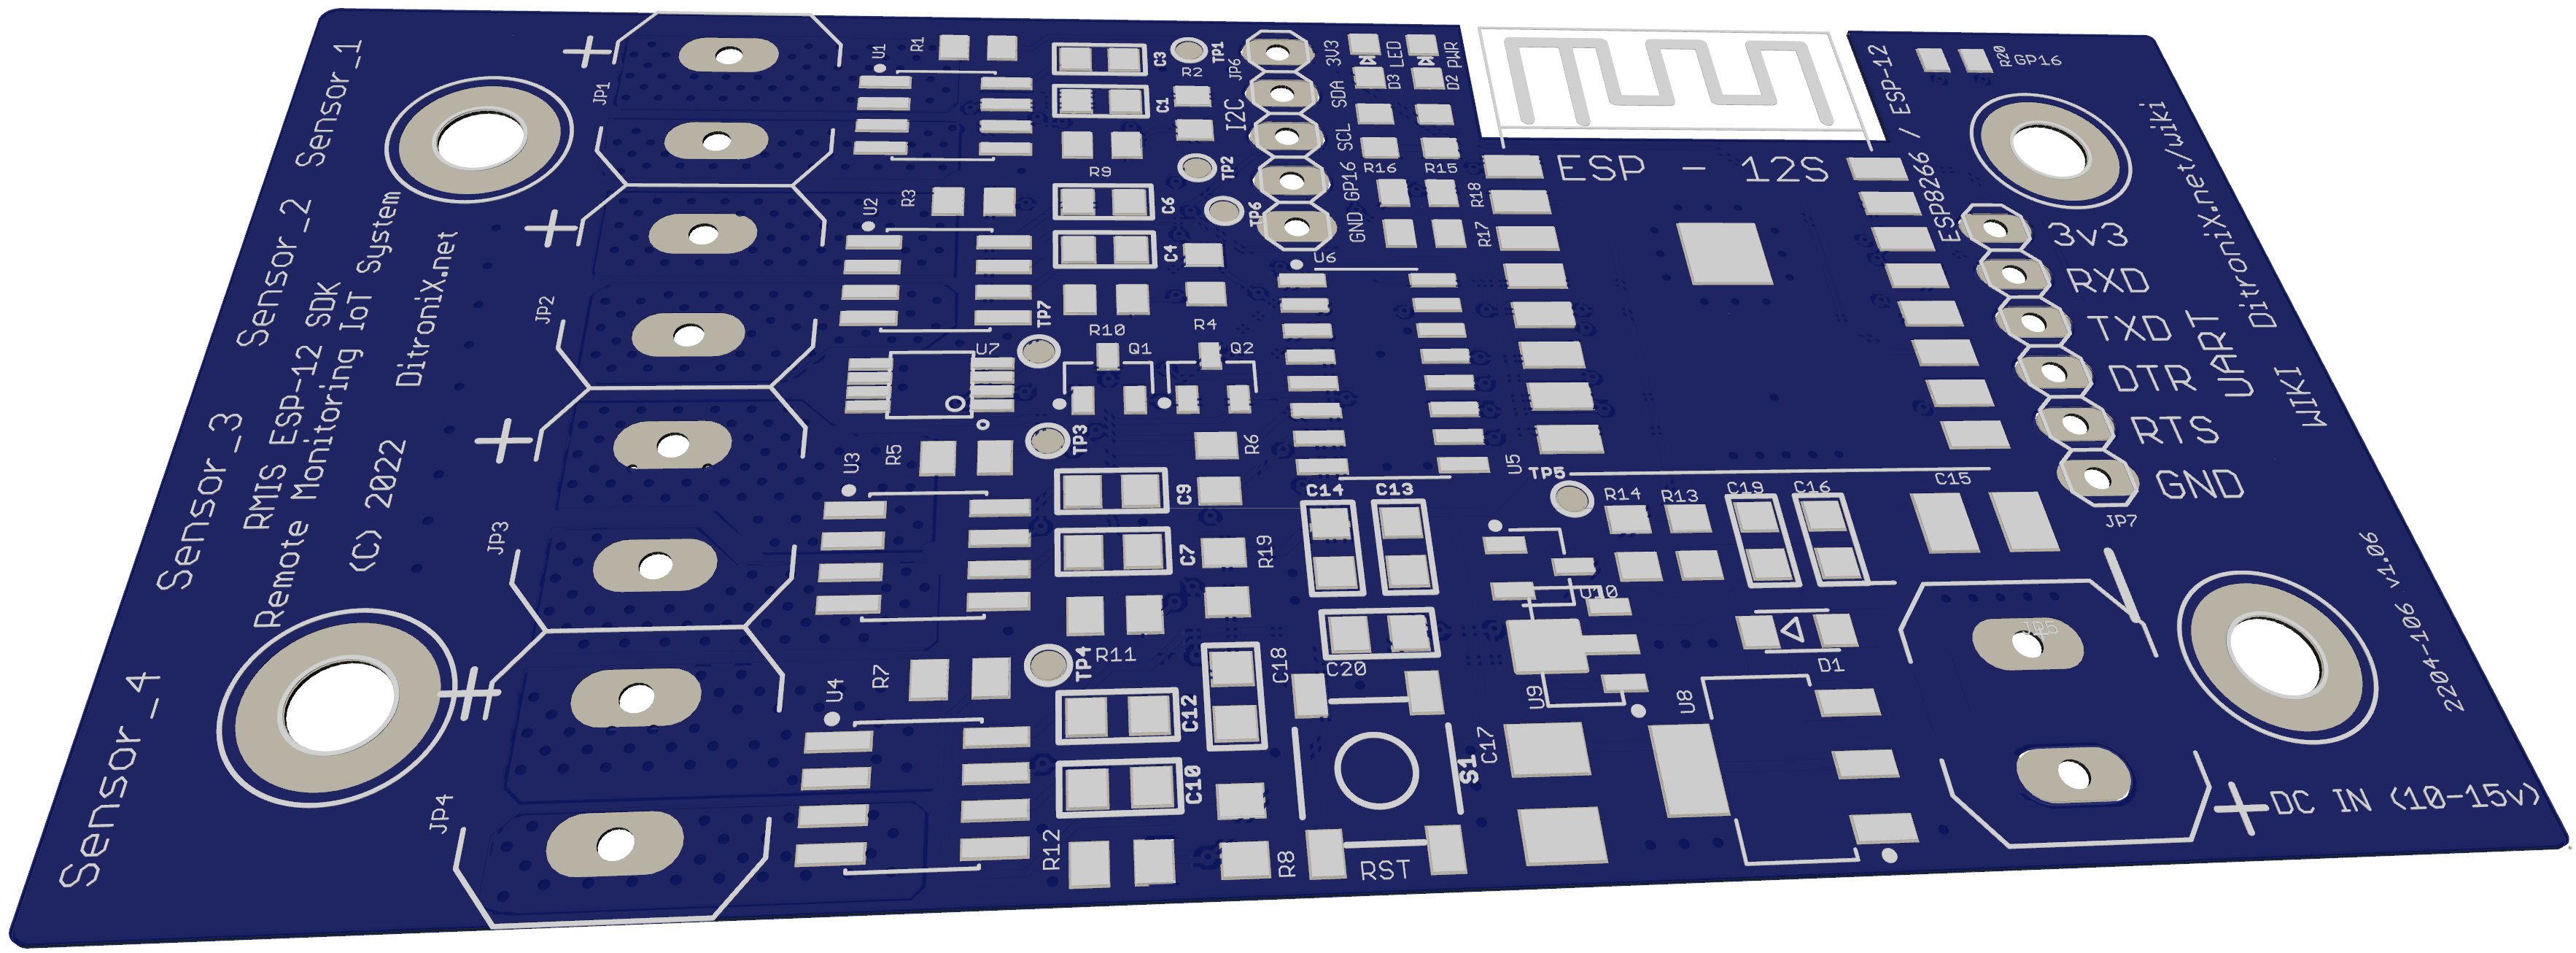 Sensor_1
Sensor_2
Sensor_3
Sensor_4
RMIS ESP-12 SDK
Remote Monitoring IoT System
(C) 2022
DitroniX.net
JP1
JP2
JP3
JP4
U1
R1
C3
C1
R2
TP1
R9
TP2
U2
R3
C6
C4
TP6
R10
R4
TP7
U7
Q1
Q2
TP3
R5
U3
R6
C9
C7
R19
R11
TP4
R7
U4
C12
C10
C18
R12
R8
JP6
I2C
3V3
SDA
SCL
GP16
GND
LED
PWR
D3
D2
R16
R15
R18
R17
U6
ESP - 12S
ESP8266 / ESP-12
R20
GP16
3v3
RXD
TXD
DTR
RTS
GND
UART
JP7
WIKI DitroniX.net/wiki
U5
TP5
C14
C13
R14
R13
C19
C16
C15
U10
C20
U9
D1
U8
C17
S1
RST
JP5
DC IN (10-15v)
2204-106 v1.06